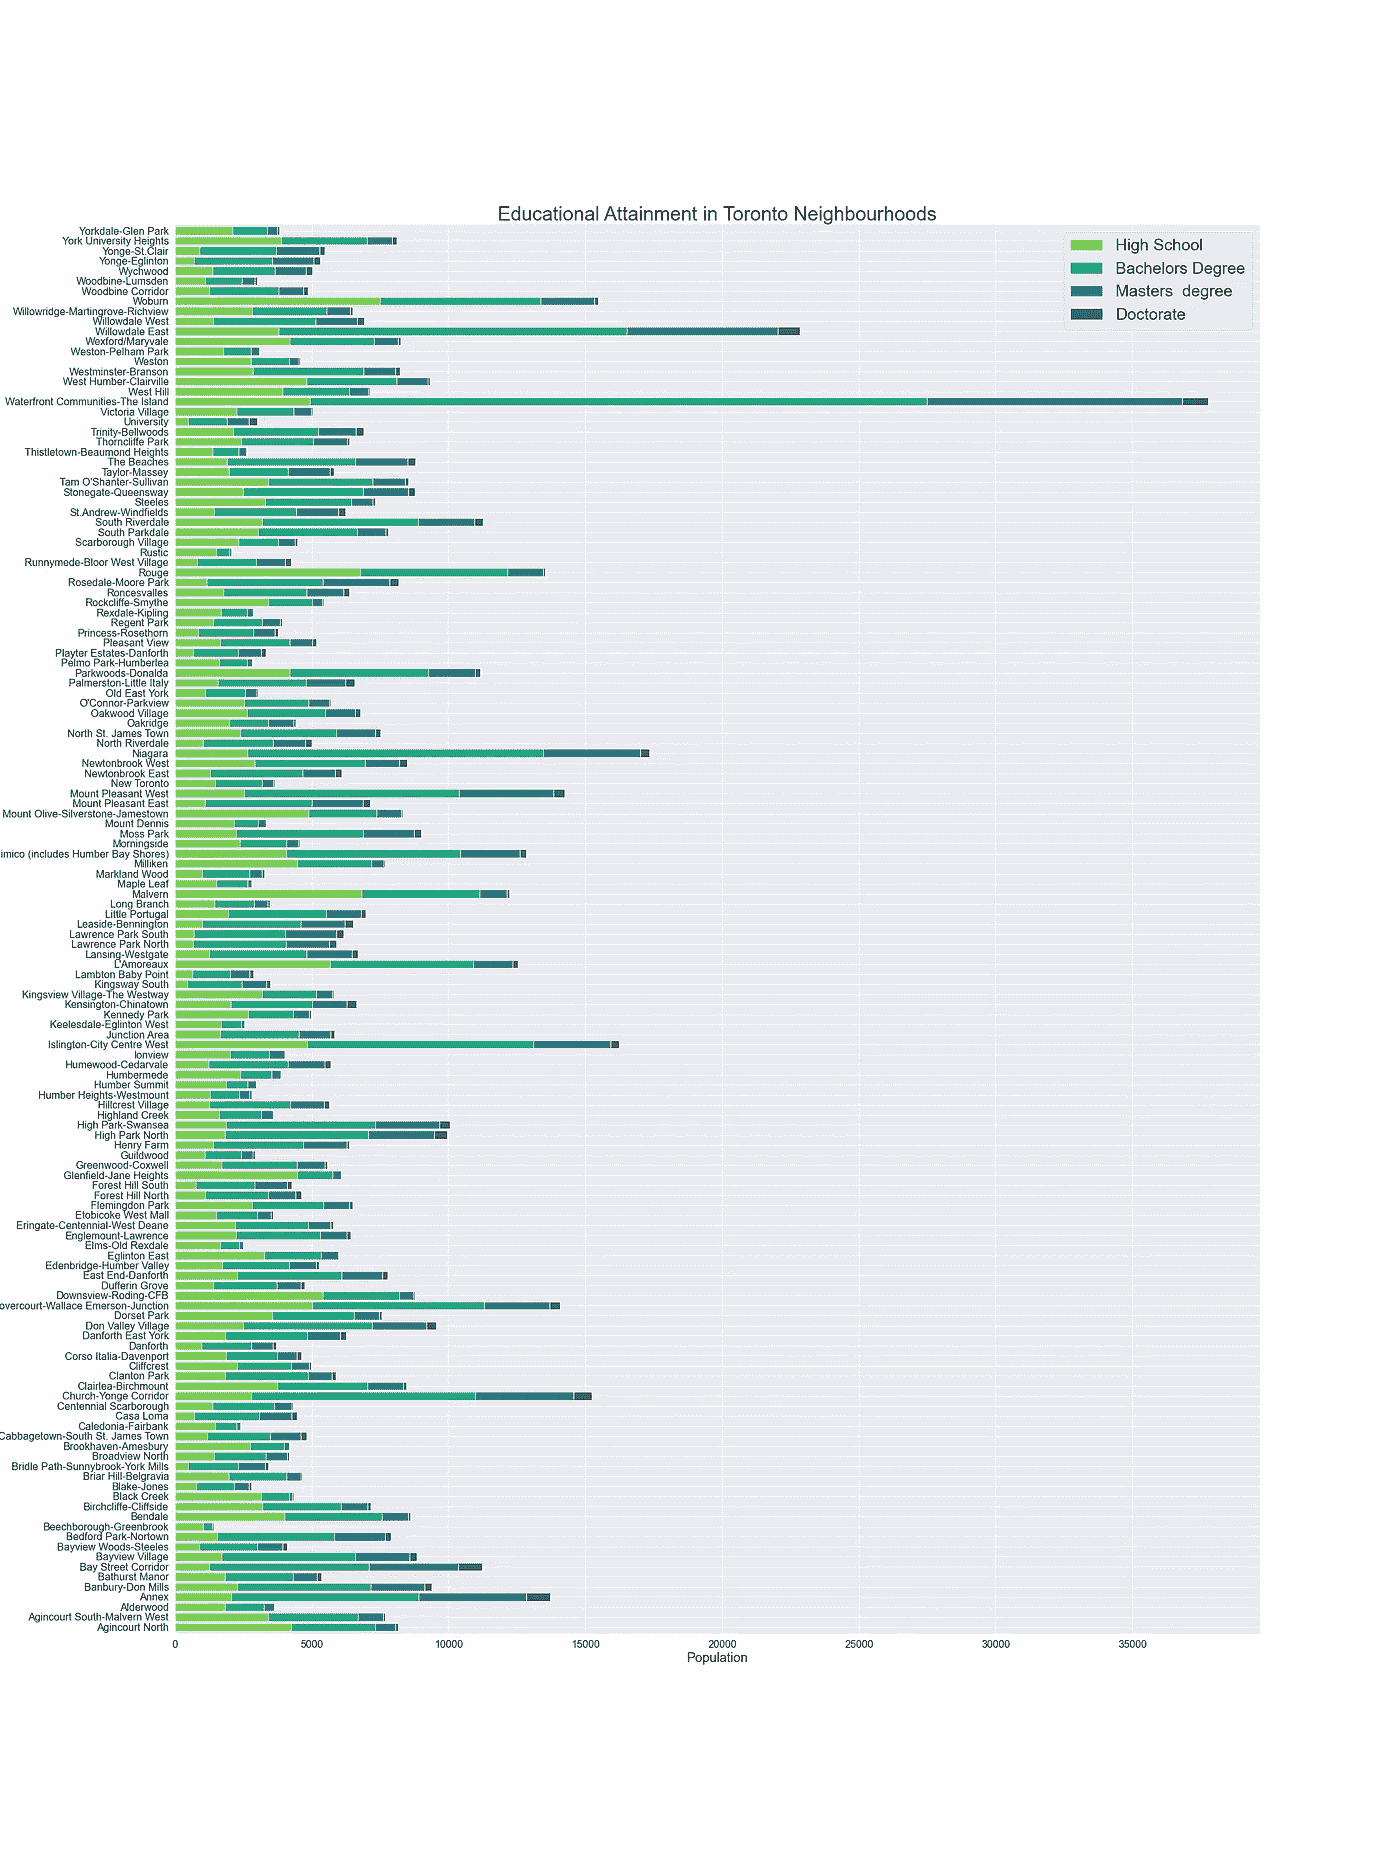 Educational Attainment in Toronto Neighbourhoods
High School
Bachelors Degree
Masters degree
Doctorate
Yorkdale-Glen Park
York University Heights
Yonge-St.Clair
Yonge-Eglinton
Wychwood
Woodbine-Lumsden
Woodbine Corridor
Woburn
Willowridge-Martingrove-Richview
Willowdale West
Willowdale East
Wexford/Maryvale
Weston-Pelham Park
Weston
Westminster-Branson
West Humber-Clairville
West Hill
Waterfront Communities-The Island
Victoria Village
University
Trinity-Bellwoods
Thorncliffe Park
Thistletown-Beaumond Heights
The Beaches
Taylor-Massey
Tam O'Shanter-Sullivan
Stonegate-Queensway
Steeles
St.Andrew-Windfields
South Riverdale
South Parkdale
Scarborough Village
Rustic
Runnymede-Bloor West Village
Rouge
Rosedale-Moore Park
Roncesvalles
Rockcliffe-Smythe
Rexdale-Kipling
Regent Park
Princess-Rosethorn
Pleasant View
Playter Estates-Danforth
Pelmo Park-Humberlea
Parkwoods-Donalda
Palmerston-Little Italy
Old East York
O'Connor-Parkview
Oakwood Village
Oakridge
North St. James Town
North Riverdale
Niagara
Newtonbrook West
Newtonbrook East
New Toronto
Mount Pleasant West
Mount Pleasant East
Mount Olive-Silverstone-Jamestown
Mount Dennis
Moss Park
Morningside
imico (includes Humber Bay Shores)
Milliken
Markland Wood
Maple Leaf
Malvern
Long Branch
Little Portugal
Leaside-Bennington
Lawrence Park South
Lawrence Park North
Lansing-Westgate
L'Amoreaux
Lambton Baby Point
Kingsway South
Kingsview Village-The Westway
Kensington-Chinatown
Kennedy Park
Keelesdale-Eglinton West
Junction Area
Islington-City Centre West
Ionview
Humewood-Cedarvale
Humbermede
Humber Summit
Humber Heights-Westmount
Hillcrest Village
Highland Creek
High Park-Swansea
High Park North
Henry Farm
Guildwood
Greenwood-Coxwell
Glenfield-Jane Heights
Forest Hill South
Forest Hill North
Flemingdon Park
Etobicoke West Mall
Eringate-Centennial-West Deane
Englemount-Lawrence
Elms-Old Rexdale
Eglinton East
Edenbridge-Humber Valley
East End-Danforth
Dufferin Grove
Downsview-Roding-CFB
overcourt-Wallace Emerson-Junction
Dorset Park
Don Valley Village
Danforth East York
Danforth
Corso Italia-Davenport
Cliffcrest
Clanton Park
Clairlea-Birchmount
Church-Yonge Corridor
Centennial Scarborough
Casa Loma
Caledonia-Fairbank
Cabbagetown-South St. James Town
Brookhaven-Amesbury
Broadview North
Bridle Path-Sunnybrook-York Mills
Briar Hill-Belgravia
Blake-Jones
Black Creek
Birchcliffe-Cliffside
Bendale
Beechborough-Greenbrook
Bedford Park-Nortown
Bayview Woods-Steeles
Bayview Village
Bay Street Corridor
Bathurst Manor
Banbury-Don Mills
Annex
Alderwood
Agincourt South-Malvern West
Agincourt North
0 5000 10000 15000 20000 25000 30000 35000
Population